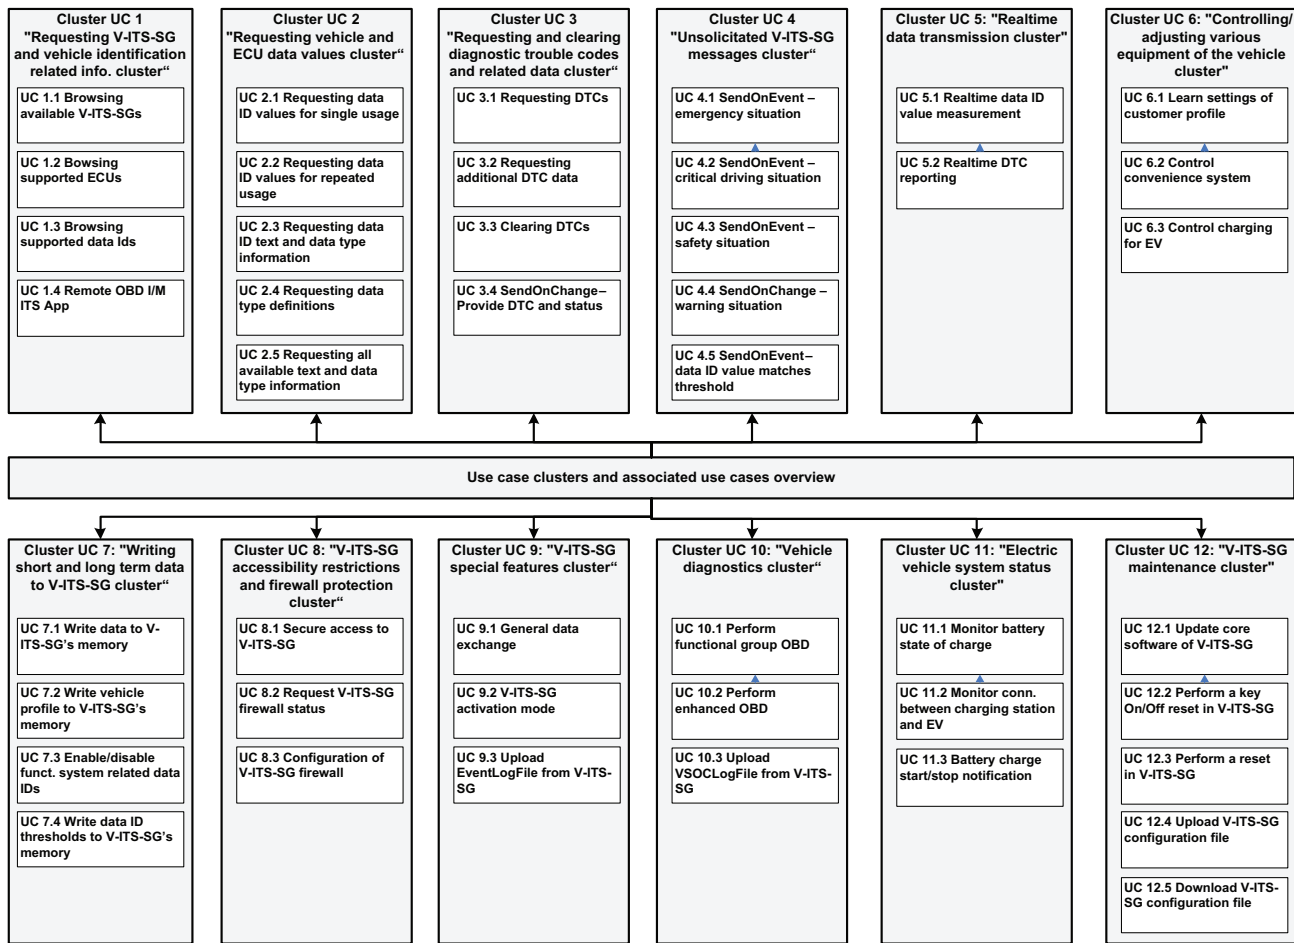 Cluster UC 1
"Requesting V-ITS-SG
and vehicle identification
related info. cluster“
UC 1.1 Browsing
available V-ITS-SGs
UC 1.2 Bowsing
supported ECUs
UC 1.3 Browsing
supported data Ids
UC 1.4 Remote OBD I/M
ITS App
Cluster UC 2
"Requesting vehicle and
ECU data values cluster“
UC 2.1 Requesting data
ID values for single usage
UC 2.2 Requesting data
ID values for repeated
usage
UC 2.3 Requesting data
ID text and data type
information
UC 2.4 Requesting data
type definitions
UC 2.5 Requesting all
available text and data
type information
Cluster UC 3
"Requesting and clearing
diagnostic trouble codes
and related data cluster“
UC 3.1 Requesting DTCs
UC 3.2 Requesting
additional DTC data
UC 3.3 Clearing DTCs
UC 3.4 SendOnChange–
Provide DTC and status
Cluster UC 4
"Unsolicitated V-ITS-SG
messages cluster“
UC 4.1 SendOnEvent –
emergency situation
UC 4.2 SendOnEvent –
critical driving situation
UC 4.3 SendOnEvent –
safety situation
UC 4.4 SendOnChange –
warning situation
UC 4.5 SendOnEvent–
data ID value matches
threshold
Cluster UC 5: "Realtime
data transmission cluster"
UC 5.1 Realtime data ID
value measurement
UC 5.2 Realtime DTC
reporting
Cluster UC 6: "Controlling/
adjusting various
equipment of the vehicle
cluster"
UC 6.1 Learn settings of
customer profile
UC 6.2 Control
convenience system
UC 6.3 Control charging
for EV
Use case clusters and associated use cases overview
Cluster UC 7: "Writing
short and long term data
to V-ITS-SG cluster“
UC 7.1 Write data to V-
ITS-SG’s memory
UC 7.2 Write vehicle
profile to V-ITS-SG’s
memory
UC 7.3 Enable/disable
funct. system related data
IDs
UC 7.4 Write data ID
thresholds to V-ITS-SG’s
memory
Cluster UC 8: "V-ITS-SG
accessibility restrictions
and firewall protection
cluster“
UC 8.1 Secure access to
V-ITS-SG
UC 8.2 Request V-ITS-SG
firewall status
UC 8.3 Configuration of
V-ITS-SG firewall
Cluster UC 9: "V-ITS-SG
special features cluster“
UC 9.1 General data
exchange
UC 9.2 V-ITS-SG
activation mode
UC 9.3 Upload
EventLogFile from V-ITS-
SG
Cluster UC 10: "Vehicle
diagnostics cluster“
UC 10.1 Perform
functional group OBD
UC 10.2 Perform
enhanced OBD
UC 10.3 Upload
VSOCLogFile from V-ITS-
SG
Cluster UC 11: "Electric
vehicle system status
cluster"
UC 11.1 Monitor battery
state of charge
UC 11.2 Monitor conn.
between charging station
and EV
UC 11.3 Battery charge
start/stop notification
Cluster UC 12: "V-ITS-SG
maintenance cluster"
UC 12.1 Update core
software of V-ITS-SG
UC 12.2 Perform a key
On/Off reset in V-ITS-SG
UC 12.3 Perform a reset
in V-ITS-SG
UC 12.4 Upload V-ITS-SG
configuration file
UC 12.5 Download V-ITS-
SG configuration file